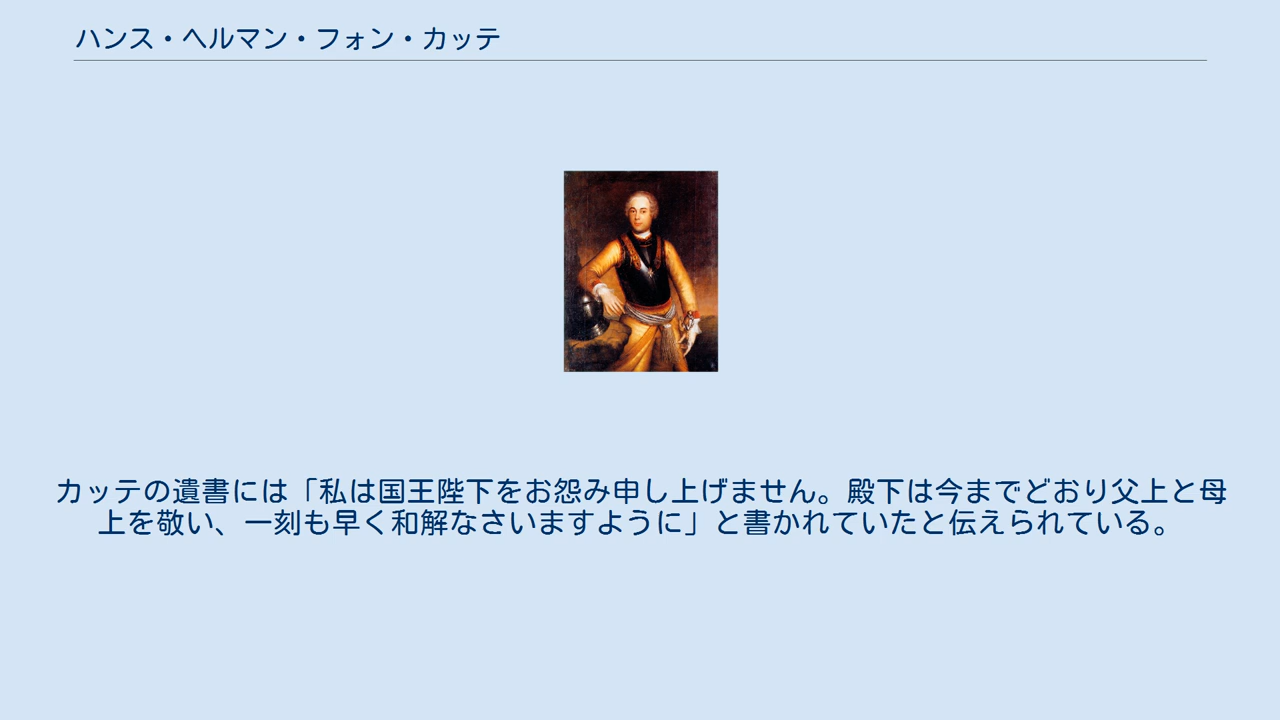 ハンス・ヘルマン・フォン・カッテ
カッテの遺書には「私は国王陛下をお怨み申し上げません。殿下は今までどおり父上と母
上を敬い、一刻も早く和解なさいますように」と書かれていたと伝えられている。